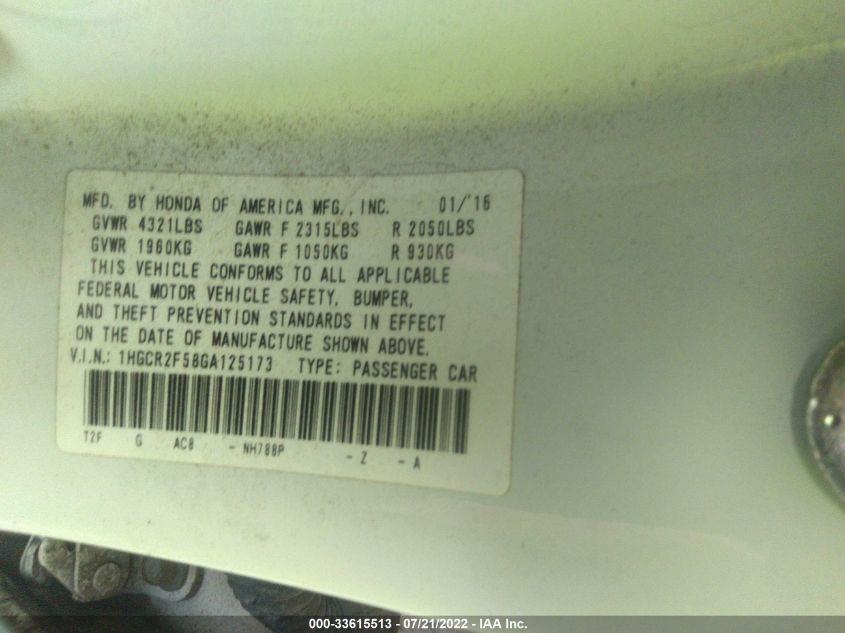 MFD. BY HONDA OF AMERICA MFG., INC. 01/'16
GVWR 4321LBS GAWR F 2315LBS R 2050LBS
GVWR 1960KG GAWR F 1050KG R 930KG
THIS VEHICLE CONFORMS TO ALL APPLICABLE
FEDERAL MOTOR VEHICLE SAFETY, BUMPER,
AND THEFT PREVENTION STANDARDS IN EFFECT
ON THE DATE OF MANUFACTURE SHOWN ABOVE.
V.I.N.: 1HGCR2F58GA125173 TYPE: PASSENGER CAR
T2F G AC8 - NH788P - Z - A
000-33615513 - 07/21/2022 - IAA Inc.